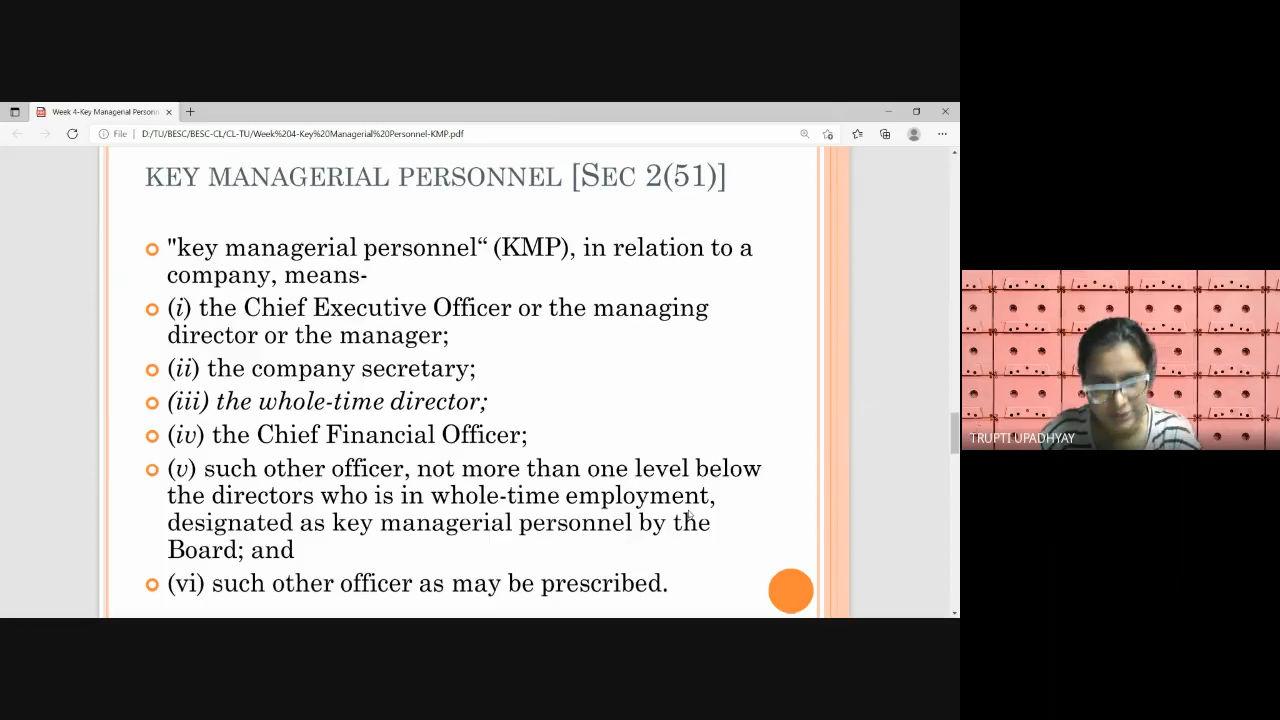 Week 4-Key Managerial Personn
File
D:/TU/BESC/BESC-CL/CL-TU/Week%204-Key%20Managerial%20Personnel-KMP.pdf
KEY MANAGERIAL PERSONNEL [SEC 2(51)]
"key managerial personnel“ (KMP), in relation to a
company, means-
(i) the Chief Executive Officer or the managing
director or the manager;
(ii) the company secretary;
(iii) the whole-time director;
(iv) the Chief Financial Officer;
(v) such other officer, not more than one level below
the directors who is in whole-time employment,
designated as key managerial personnel by the
Board; and
(vi) such other officer as may be prescribed.
TRUPTI UPADHYAY